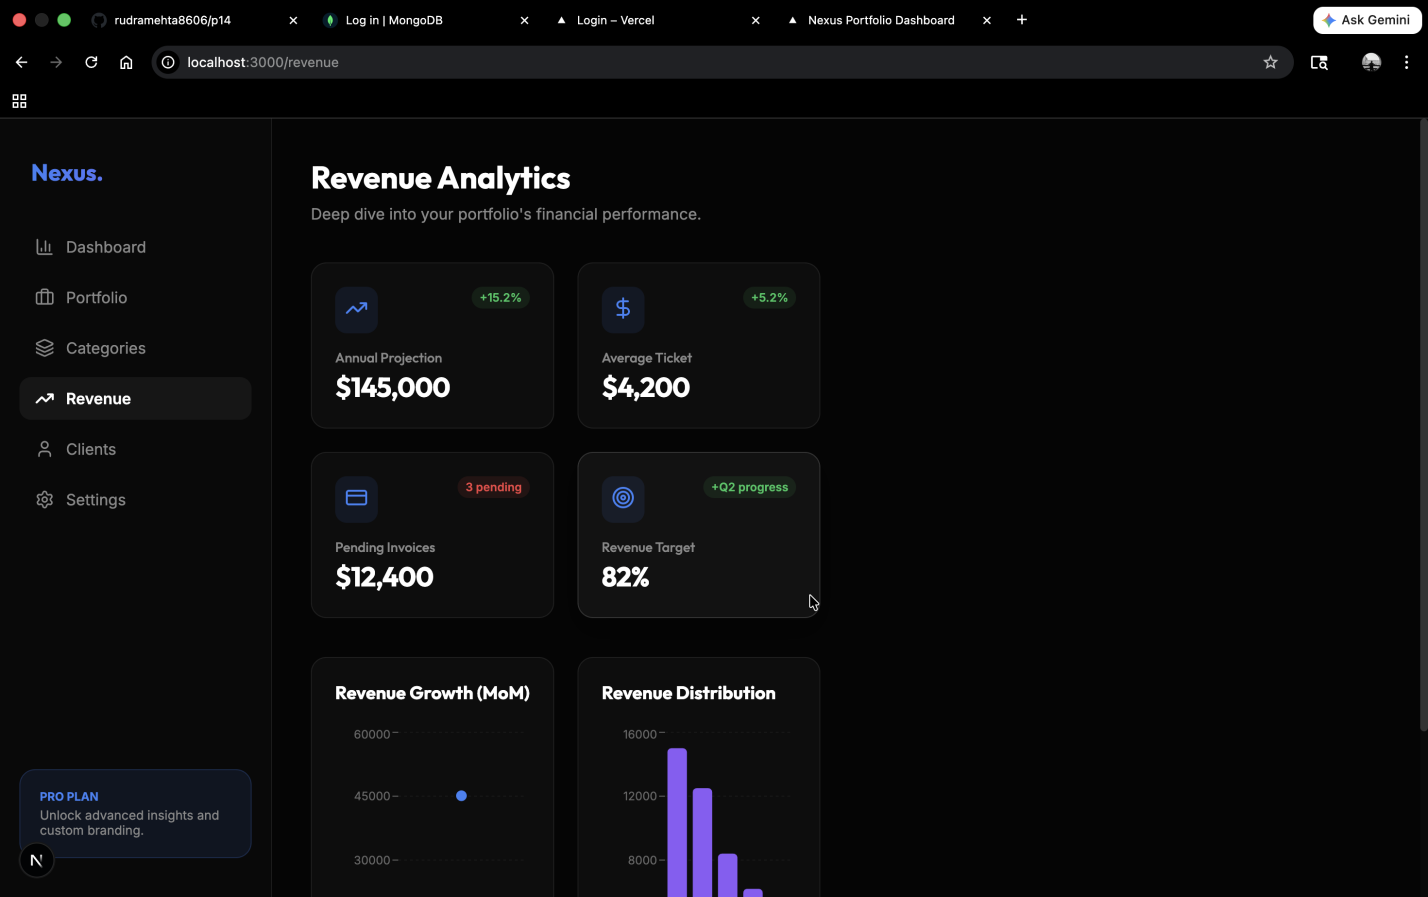 rudramehta8606/p14
Log in | MongoDB
Login – Vercel
Nexus Portfolio Dashboard
Ask Gemini
localhost:3000/revenue
Nexus.
Dashboard
Portfolio
Categories
Revenue
Clients
Settings
PRO PLAN
Unlock advanced insights and
custom branding.
N
Revenue Analytics
Deep dive into your portfolio's financial performance.
+15.2%
Annual Projection
$145,000
+5.2%
Average Ticket
$4,200
3 pending
Pending Invoices
$12,400
+Q2 progress
Revenue Target
82%
Revenue Growth (MoM)
60000
45000
30000
Revenue Distribution
16000
12000
8000